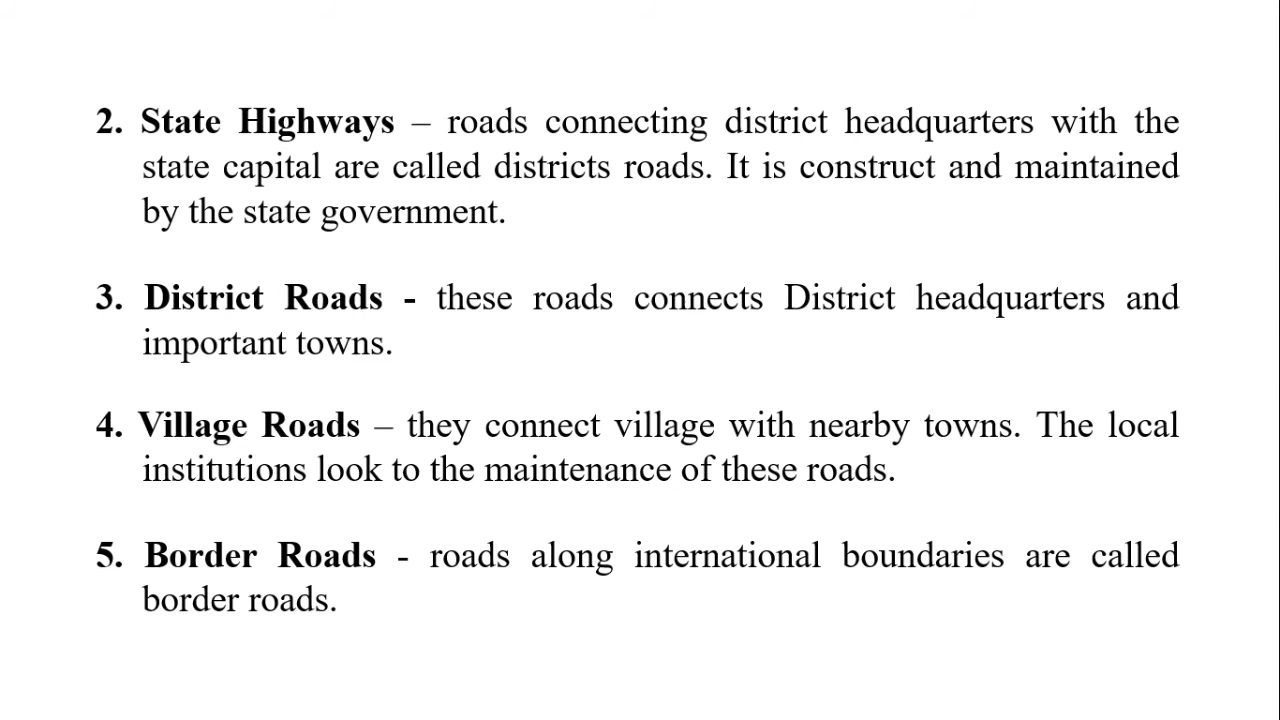 2. State Highways – roads connecting district headquarters with the
state capital are called districts roads. It is construct and maintained
by the state government.
3. District Roads - these roads connects District headquarters and
important towns.
4. Village Roads – they connect village with nearby towns. The local
institutions look to the maintenance of these roads.
5. Border Roads - roads along international boundaries are called
border roads.